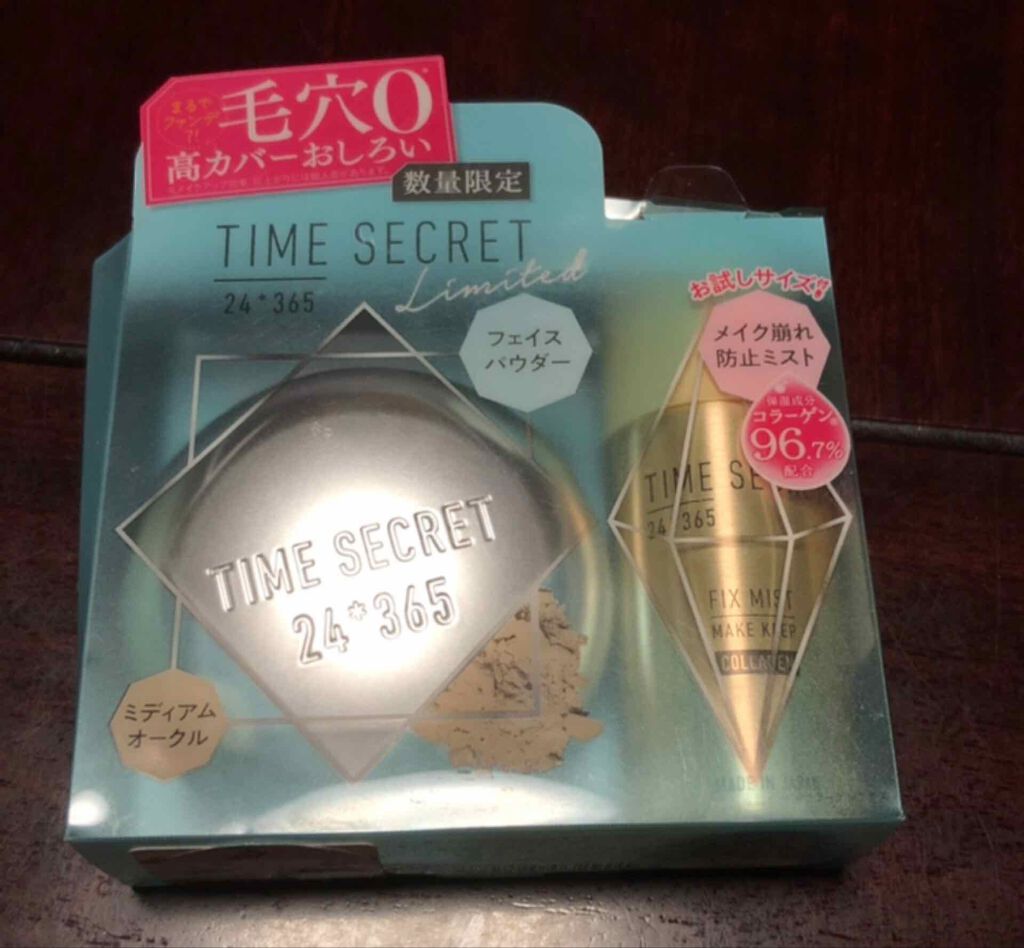 まるで
ファンデ
?!
毛穴0
高カバーおしろい
数量限定
TIME SECRET
24*365
Limited
フェイス
パウダー
TIME SECRET
24*365
ミディアム
オークル
お試しサイズ付!
メイク崩れ
防止ミスト
保湿成分
コラーゲン
96.7%
配合
TIME SE
24 365
FIX MIST
MAKE KEEP
COLLAGEN
MADE IN JAPAN